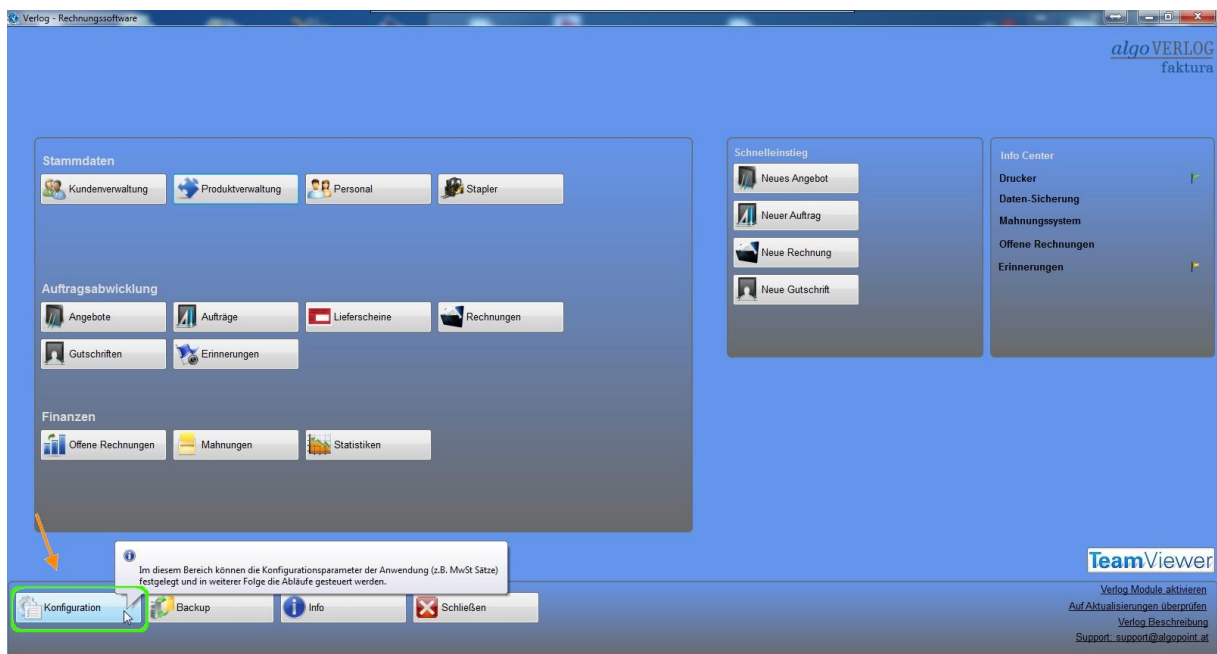 Verlog - Rechnungssoftware
algoVERLOG
faktura
Stammdaten
Kundenverwaltung
Produktverwaltung
Personal
Stapler
Auftragsabwicklung
Angebote
Aufträge
Lieferscheine
Rechnungen
Gutschriften
Erinnerungen
Finanzen
Offene Rechnungen
Mahnungen
Statistiken
Schnelleinstieg
Neues Angebot
Neuer Auftrag
Neue Rechnung
Neue Gutschrift
Info Center
Drucker
Daten-Sicherung
Mahnungssystem
Offene Rechnungen
Erinnerungen
Im diesem Bereich können die Konfigurationsparameter der Anwendung (z.B. MwSt Sätze)
festgelegt und in weiterer Folge die Abläufe gesteuert werden.
Konfiguration
Backup
Info
Schließen
TeamViewer
Verlog Module aktivieren
Auf Aktualisierungen überprüfen
Verlog Beschreibung
Support: support@algopoint.at